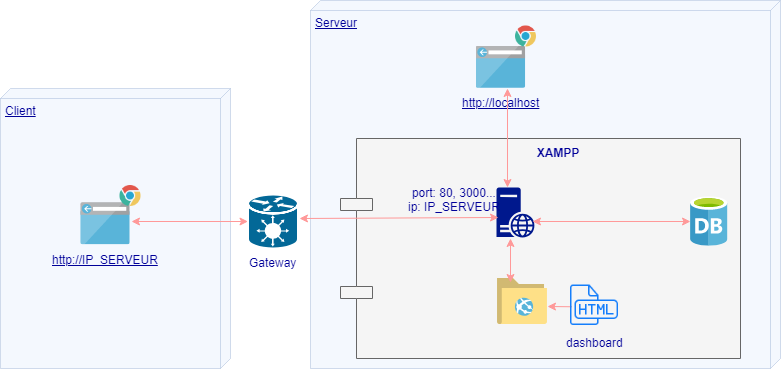 Serveur
http://localhost
Client
XAMPP
port: 80, 3000...
ip: IP_SERVEUR
DB
http://IP_SERVEUR
Gateway
HTML
dashboard